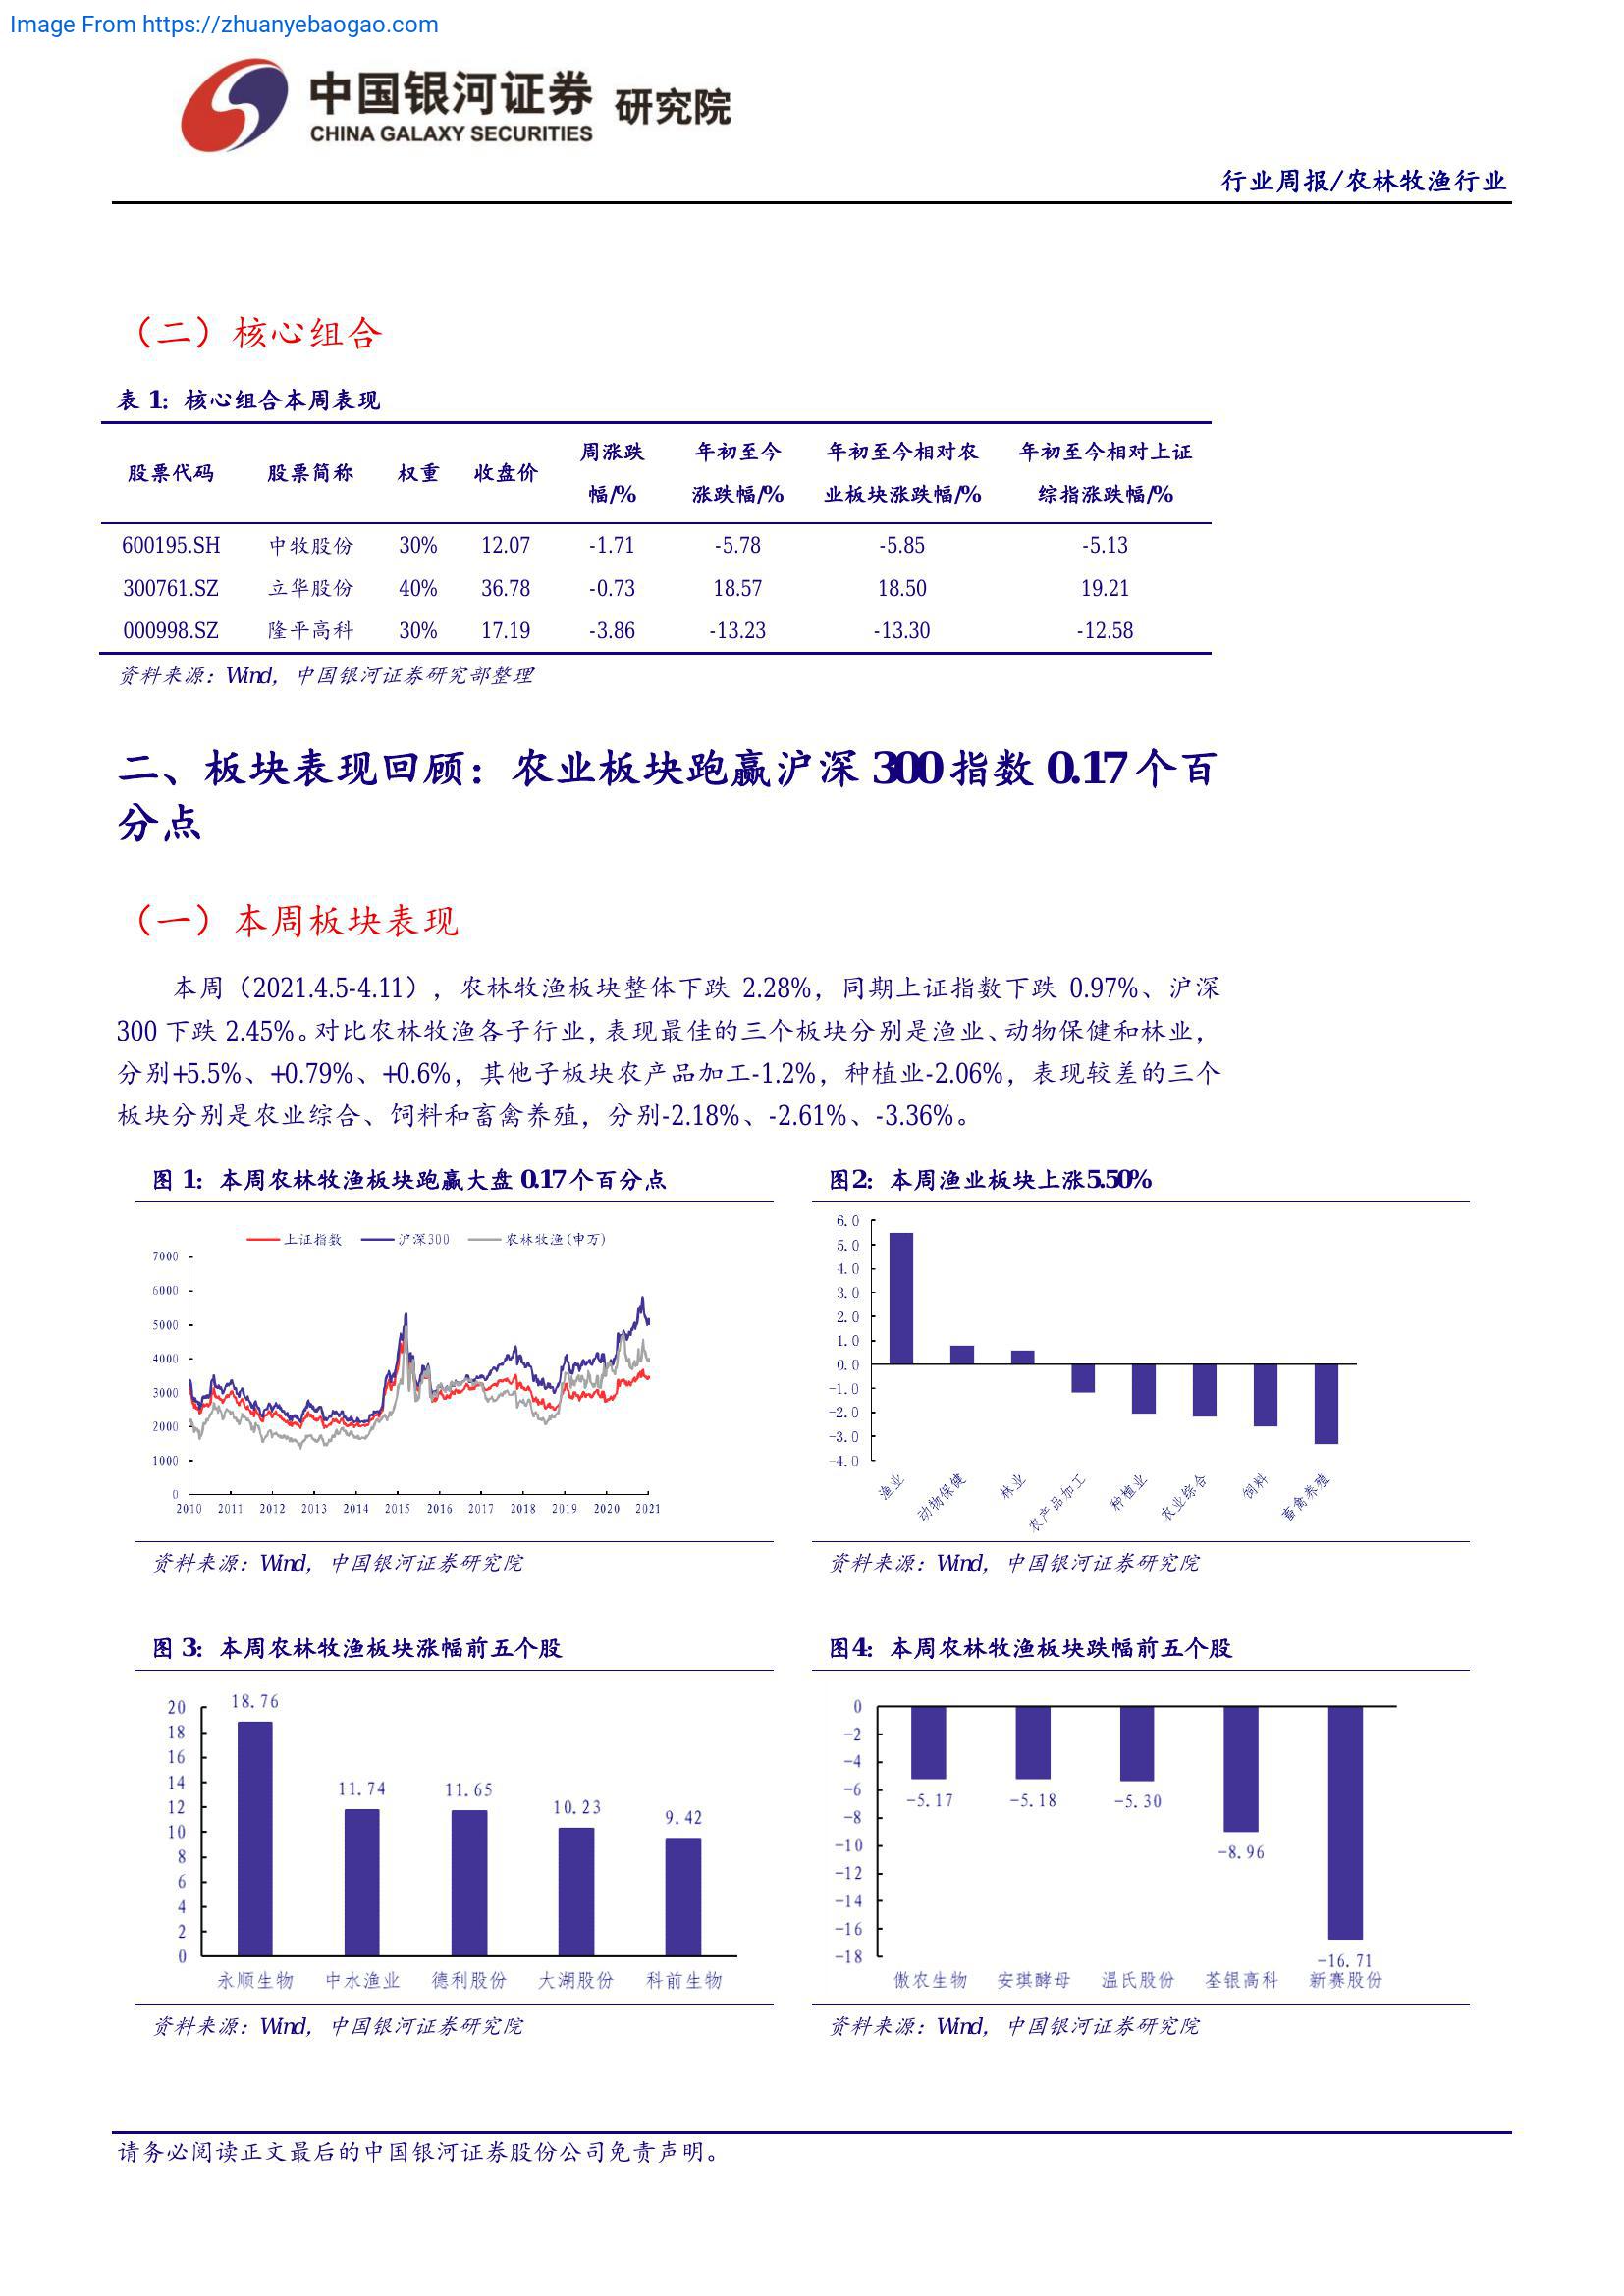 Image From https://zhuanyebaogao.com
中国银河证券 研究院
CHINA GALAXY SECURITIES
行业周报/农林牧渔行业
（二）核心组合
表 1：核心组合本周表现
股票代码 股票简称 权重 收盘价 周涨跌幅/% 年初至今涨跌幅/% 年初至今相对农业板块涨跌幅/% 年初至今相对上证综指涨跌幅/%
600195.SH 中牧股份 30% 12.07 -1.71 -5.78 -5.85 -5.13
300761.SZ 立华股份 40% 36.78 -0.73 18.57 18.50 19.21
000998.SZ 隆平高科 30% 17.19 -3.86 -13.23 -13.30 -12.58
资料来源：Wind，中国银河证券研究部整理
二、板块表现回顾：农业板块跑赢沪深 300 指数 0.17 个百
分点
（一）本周板块表现
本周（2021.4.5-4.11），农林牧渔板块整体下跌 2.28%，同期上证指数下跌 0.97%、沪深
300 下跌 2.45%。对比农林牧渔各子行业，表现最佳的三个板块分别是渔业、动物保健和林业，
分别+5.5%、+0.79%、+0.6%，其他子板块农产品加工-1.2%，种植业-2.06%，表现较差的三个
板块分别是农业综合、饲料和畜禽养殖，分别-2.18%、-2.61%、-3.36%。
图 1：本周农林牧渔板块跑赢大盘 0.17 个百分点
上证指数 沪深300 农林牧渔(申万)
7000
6000
5000
4000
3000
2000
1000
0
2010 2011 2012 2013 2014 2015 2016 2017 2018 2019 2020 2021
资料来源：Wind，中国银河证券研究院
图2：本周渔业板块上涨5.50%
6.0
5.0
4.0
3.0
2.0
1.0
0.0
-1.0
-2.0
-3.0
-4.0
渔业 动物保健 林业 农产品加工 种植业 农业综合 饲料 畜禽养殖
资料来源：Wind，中国银河证券研究院
图 3：本周农林牧渔板块涨幅前五个股
20
18
16
14
12
10
8
6
4
2
0
18.76 11.74 11.65 10.23 9.42
永顺生物 中水渔业 德利股份 大湖股份 科前生物
资料来源：Wind，中国银河证券研究院
图4：本周农林牧渔板块跌幅前五个股
0
-2
-4
-6
-8
-10
-12
-14
-16
-18
-5.17 -5.18 -5.30 -8.96 -16.71
傲农生物 安琪酵母 温氏股份 荃银高科 新赛股份
资料来源：Wind，中国银河证券研究院
请务必阅读正文最后的中国银河证券股份公司免责声明。